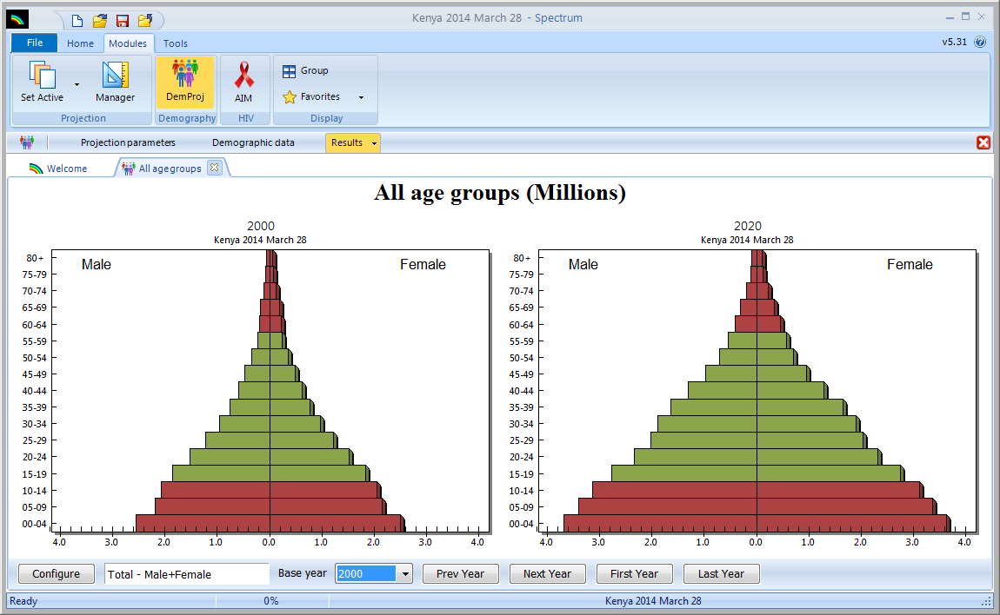 Kenya 2014 March 28 - Spectrum
File Home Modules Tools v5.31
Set Active Manager DemProj AIM Group
Favorites
Projection Demography HIV Display
Projection parameters Demographic data Results
Welcome All age groups
All age groups (Millions)
2000
Kenya 2014 March 28
Male Female
80+
75-79
70-74
65-69
60-64
55-59
50-54
45-49
40-44
35-39
30-34
25-29
20-24
15-19
10-14
05-09
00-04
4.0 3.0 2.0 1.0 0.0 1.0 2.0 3.0 4.0
2020
Kenya 2014 March 28
Male Female
80+
75-79
70-74
65-69
60-64
55-59
50-54
45-49
40-44
35-39
30-34
25-29
20-24
15-19
10-14
05-09
00-04
4.0 3.0 2.0 1.0 0.0 1.0 2.0 3.0 4.0
Configure Total - Male+Female Base year 2000 Prev Year Next Year First Year Last Year
Ready 0% Kenya 2014 March 28